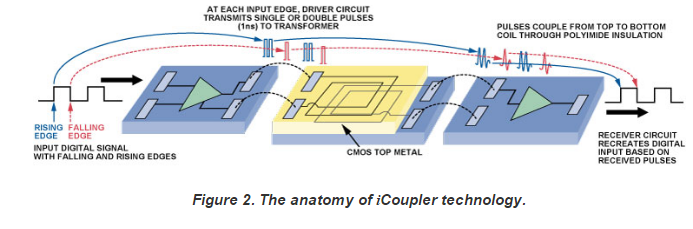 AT EACH INPUT EDGE, DRIVER CIRCUIT
TRANSMITS SINGLE OR DOUBLE PULSES
(1ns) TO TRANSFORMER
PULSES COUPLE FROM TOP TO BOTTOM
COIL THROUGH POLYIMIDE INSULATION
RISING
EDGE
FALLING
EDGE
INPUT DIGITAL SIGNAL
WITH FALLING AND RISING EDGES
CMOS TOP METAL
RECEIVER CIRCUIT
RECREATES DIGITAL
INPUT BASED ON
RECEIVED PULSES
Figure 2. The anatomy of iCoupler technology.